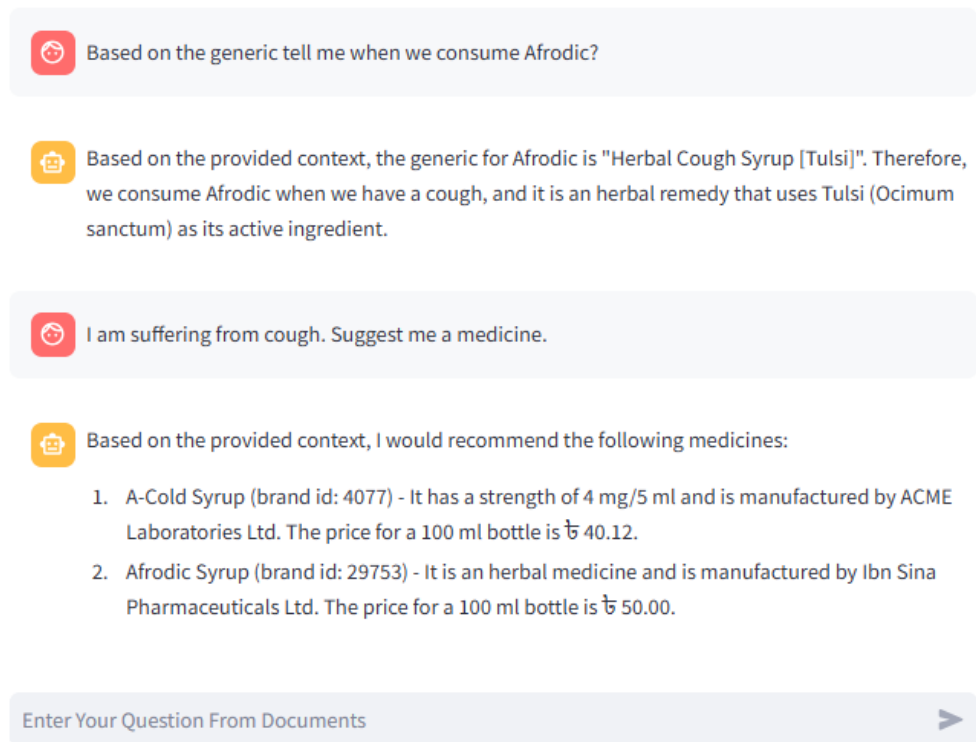 Based on the generic tell me when we consume Afrodic?
Based on the provided context, the generic for Afrodic is "Herbal Cough Syrup [Tulsi]". Therefore,
we consume Afrodic when we have a cough, and it is an herbal remedy that uses Tulsi (Ocimum
sanctum) as its active ingredient.
I am suffering from cough. Suggest me a medicine.
Based on the provided context, I would recommend the following medicines:
1. A-Cold Syrup (brand id: 4077) - It has a strength of 4 mg/5 ml and is manufactured by ACME
Laboratories Ltd. The price for a 100 ml bottle is ৳ 40.12.
2. Afrodic Syrup (brand id: 29753) - It is an herbal medicine and is manufactured by Ibn Sina
Pharmaceuticals Ltd. The price for a 100 ml bottle is ৳ 50.00.
Enter Your Question From Documents